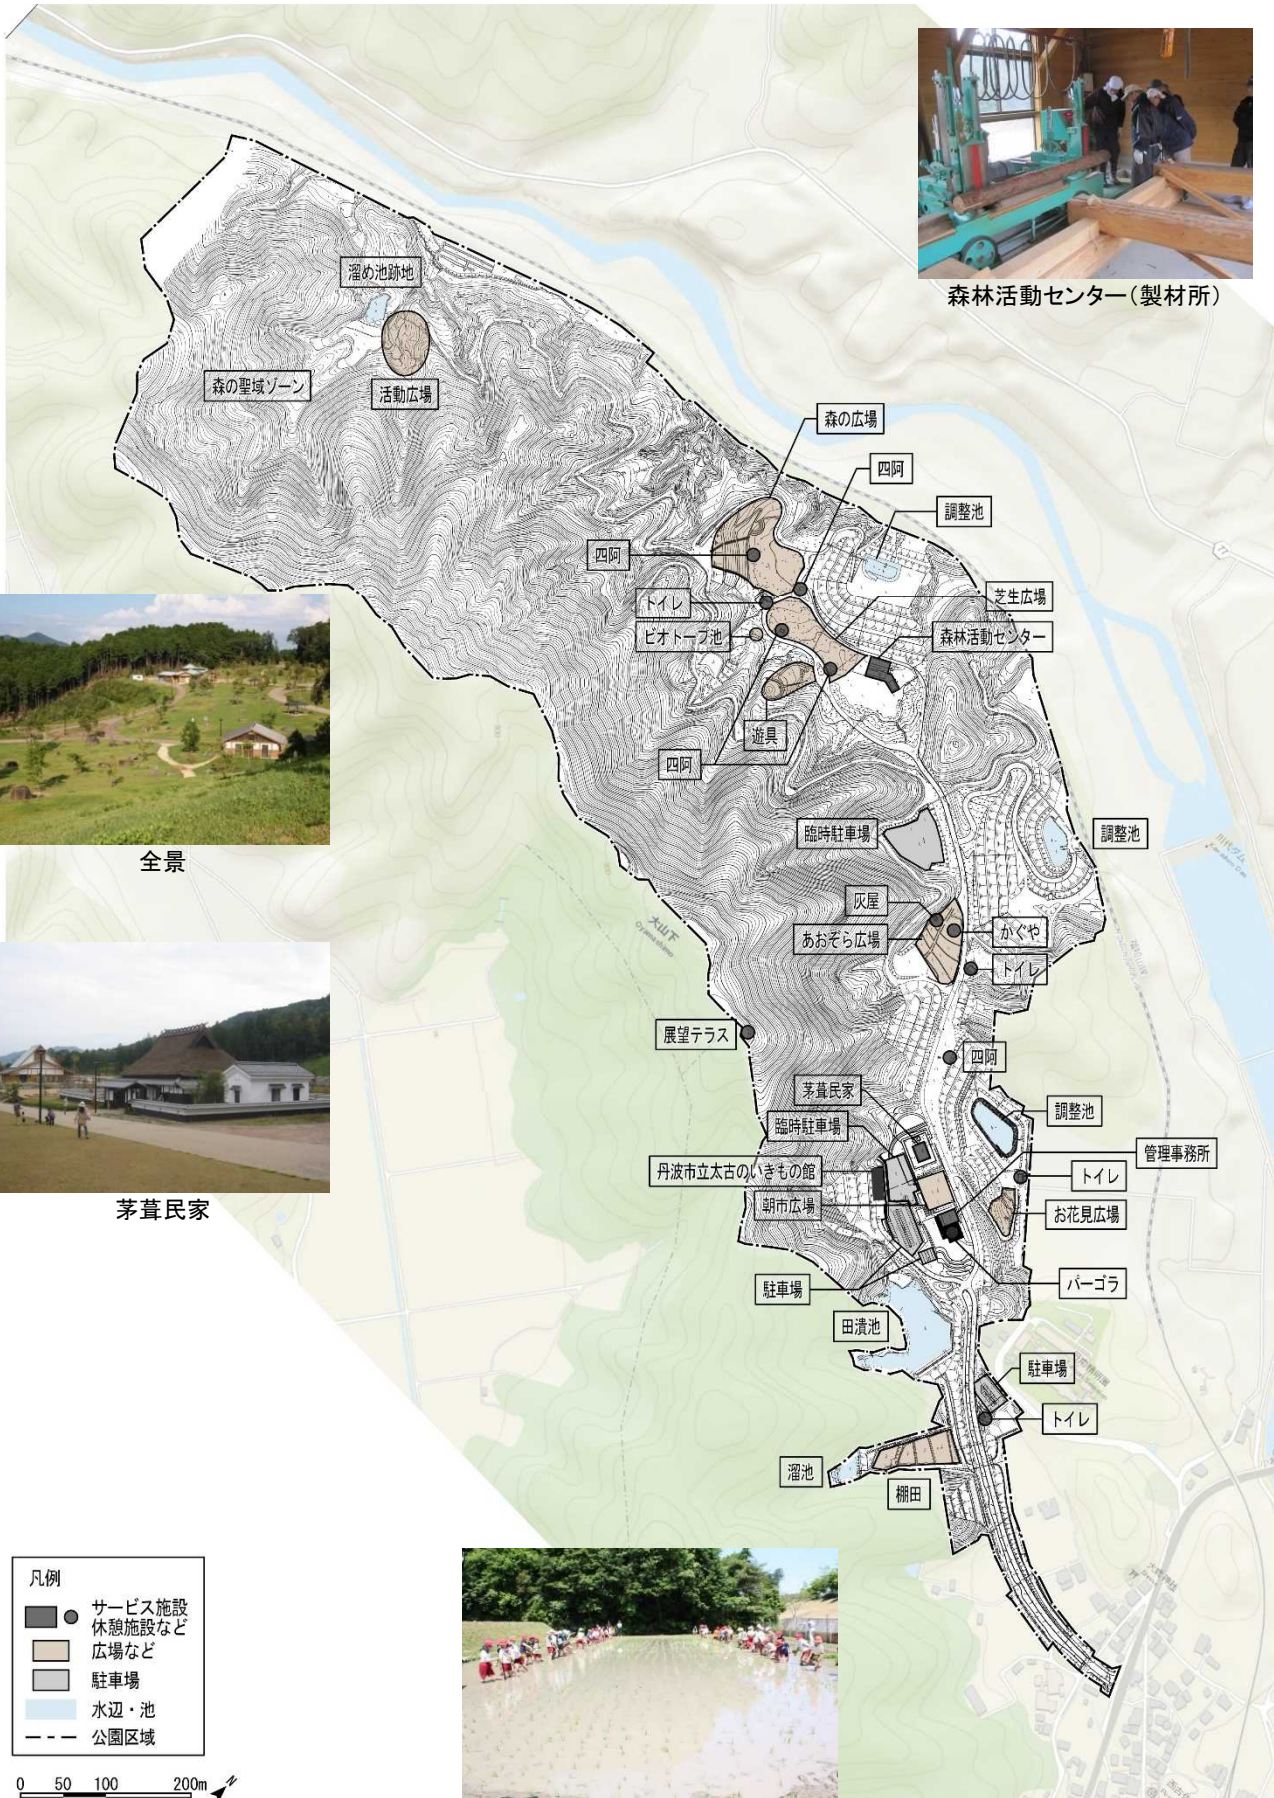 森林活動センター(製材所)
溜め池跡地
森の聖域ゾーン
活動広場
森の広場
四阿
調整池
四阿
トイレ
芝生広場
ビオトープ池
森林活動センター
遊具
四阿
全景
臨時駐車場
調整池
灰屋
あおぞら広場
かぐや
トイレ
大山下
Oyamashimo
展望テラス
四阿
茅葺民家
調整池
臨時駐車場
管理事務所
丹波市立太古のいきもの館
トイレ
朝市広場
お花見広場
茅葺民家
駐車場
パーゴラ
田潰池
駐車場
トイレ
溜池
棚田
77
川代ダム
凡例
サービス施設
休憩施設など
広場など
駐車場
水辺・池
公園区域
0 50 100 200m
N